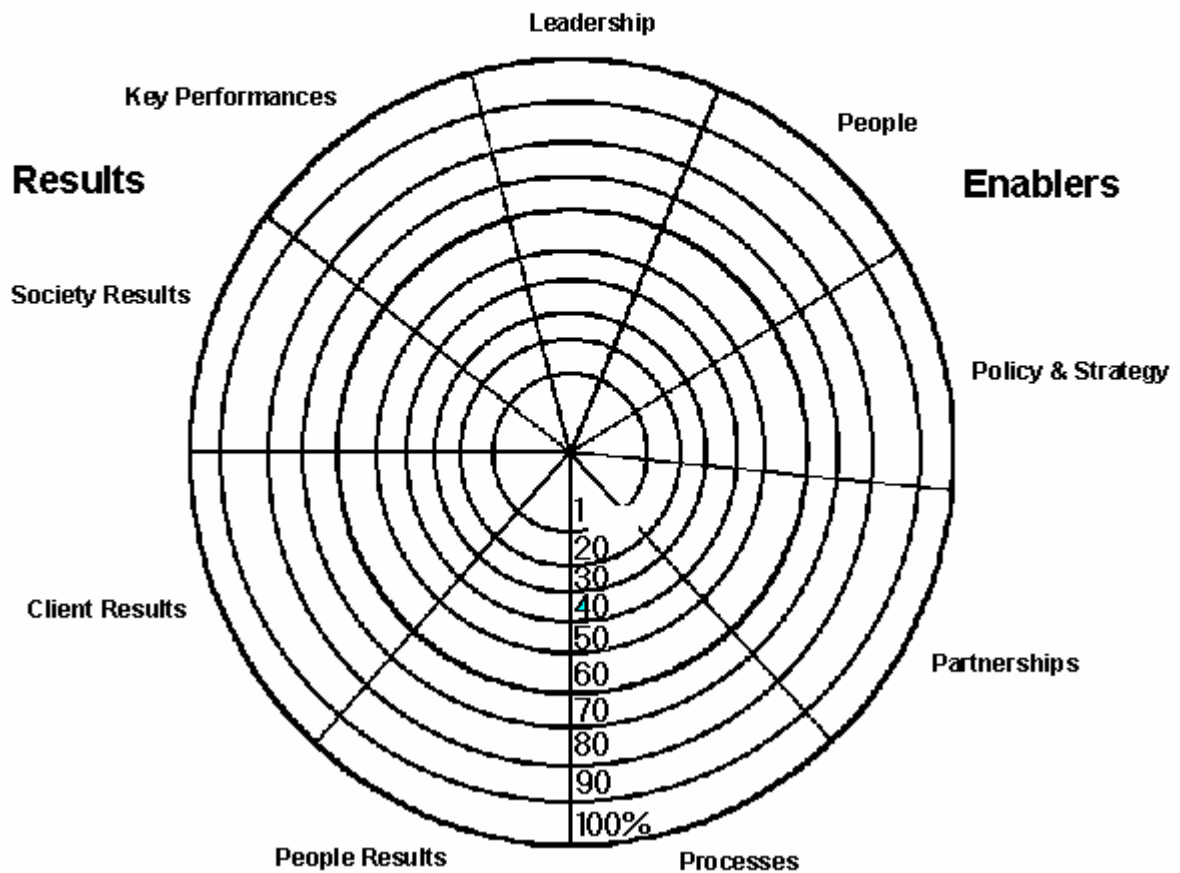 Leadership
Key Performances
People
Results
Enablers
Society Results
Policy & Strategy
1
20
30
40
50
60
70
80
90
100%
Client Results
Partnerships
People Results
Processes